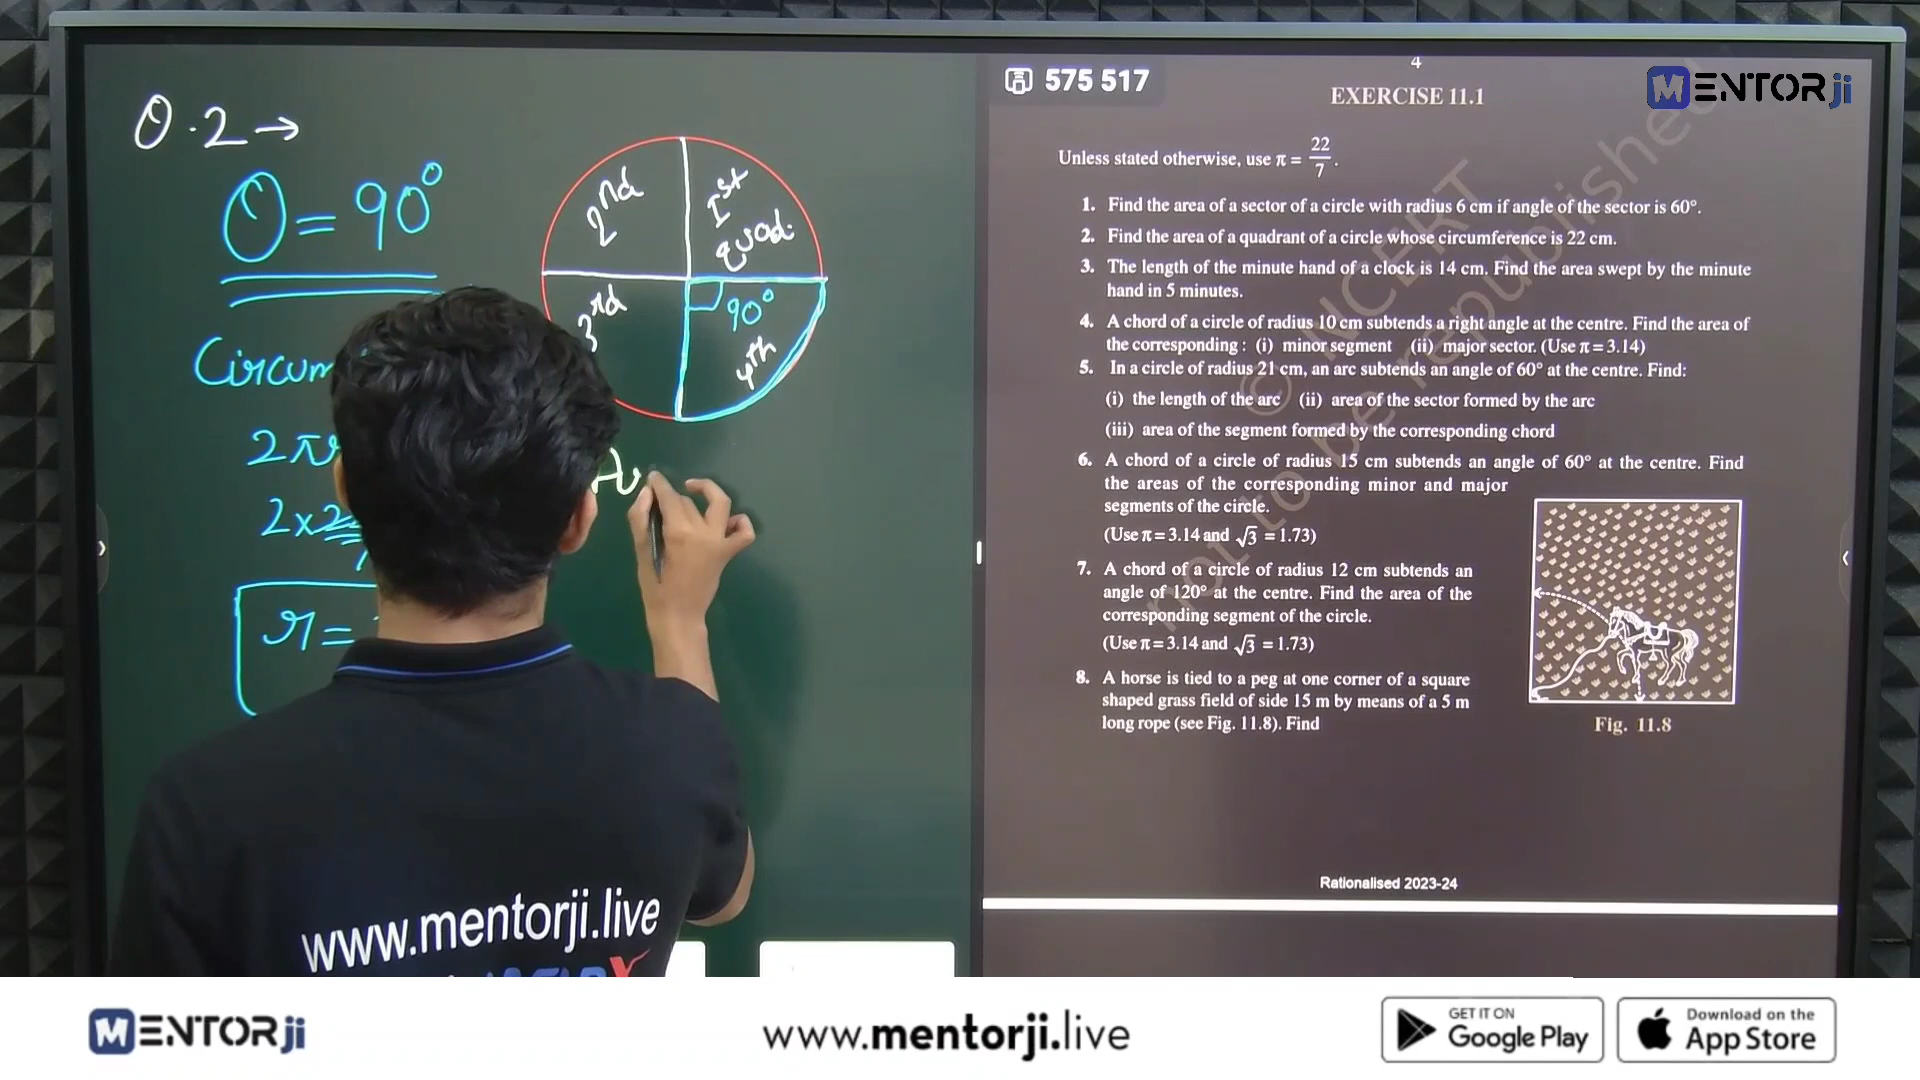 Q.2→
θ = 90°
Circum
2πr
2×2
r =
2nd
Ist
quad.
3rd
90°
4th
575 517
4
MENTORji
EXERCISE 11.1
Unless stated otherwise, use π = 22/7.
1. Find the area of a sector of a circle with radius 6 cm if angle of the sector is 60°.
2. Find the area of a quadrant of a circle whose circumference is 22 cm.
3. The length of the minute hand of a clock is 14 cm. Find the area swept by the minute
hand in 5 minutes.
4. A chord of a circle of radius 10 cm subtends a right angle at the centre. Find the area of
the corresponding : (i) minor segment (ii) major sector. (Use π = 3.14)
5. In a circle of radius 21 cm, an arc subtends an angle of 60° at the centre. Find:
(i) the length of the arc (ii) area of the sector formed by the arc
(iii) area of the segment formed by the corresponding chord
6. A chord of a circle of radius 15 cm subtends an angle of 60° at the centre. Find
the areas of the corresponding minor and major
segments of the circle.
(Use π = 3.14 and √3 = 1.73)
7. A chord of a circle of radius 12 cm subtends an
angle of 120° at the centre. Find the area of the
corresponding segment of the circle.
(Use π = 3.14 and √3 = 1.73)
8. A horse is tied to a peg at one corner of a square
shaped grass field of side 15 m by means of a 5 m
long rope (see Fig. 11.8). Find
Fig. 11.8
© NCERT
not to be republished
Rationalised 2023-24
www.mentorji.live
MENTORji
www.mentorji.live
GET IT ON
Google Play
Download on the
App Store